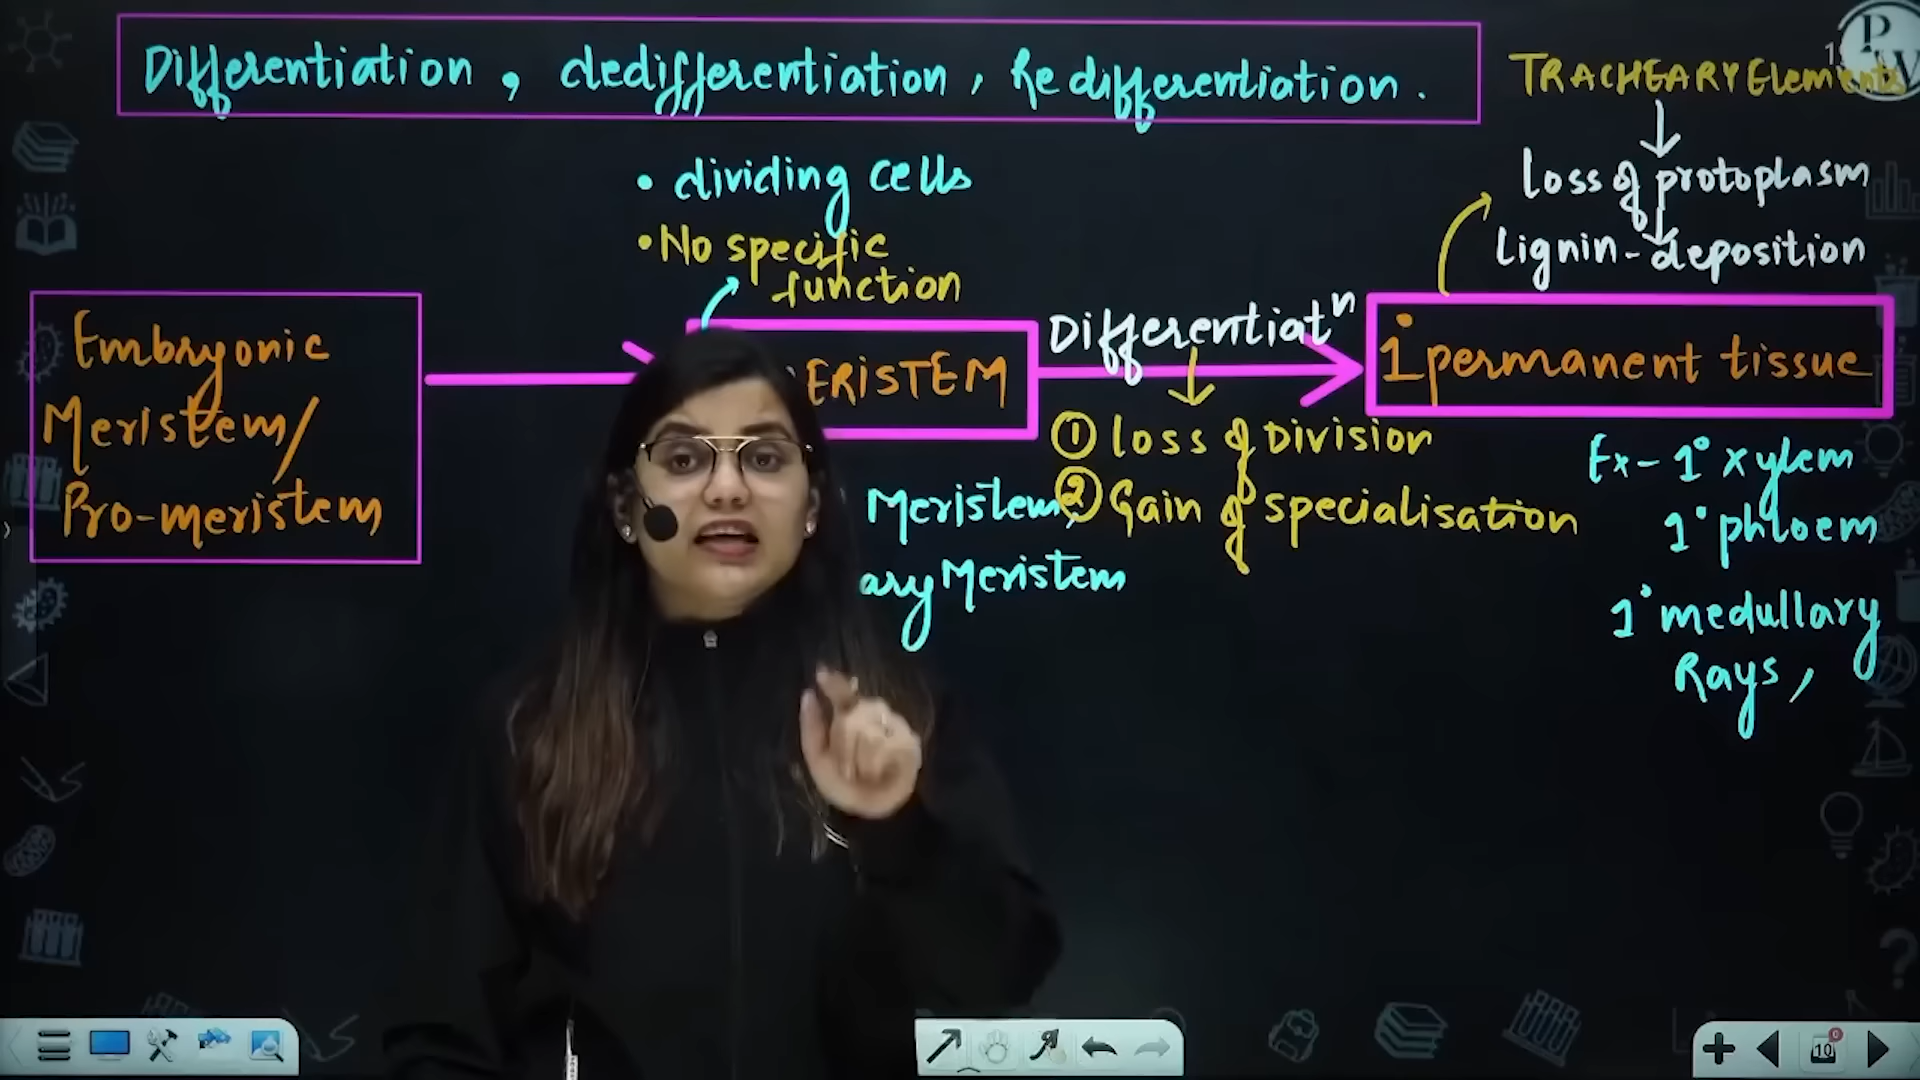 Differentiation, dedifferentiation, Redifferentiation.
TRACHEARY Elements
loss of protoplasm
Lignin-deposition
• dividing cells
• No specific
function
Embryonic
Meristem/
Pro-meristem
ERISTEM
Differentiatⁿ
1° permanent tissue
① loss of Division
② Gain of specialisation
Meristem,
ary Meristem
Ex- 1° xylem
1° phloem
1° medullary
Rays,
PW
10